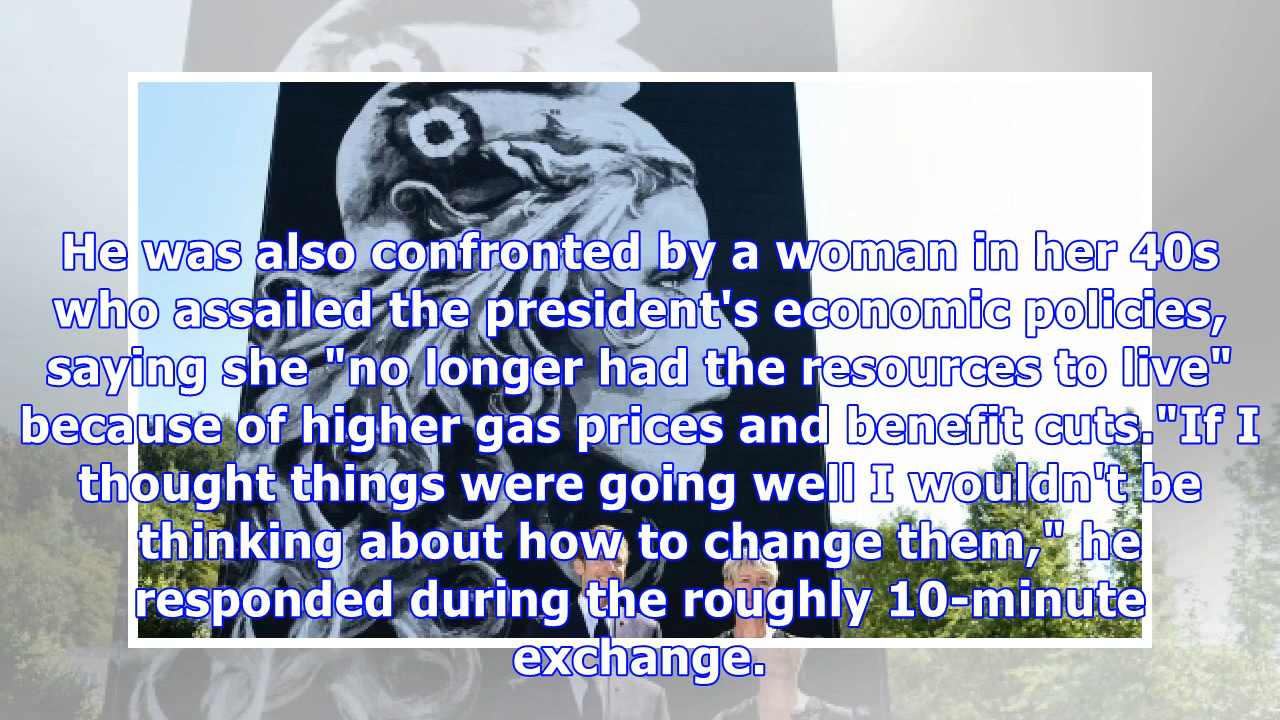 He was also confronted by a woman in her 40s
who assailed the president's economic policies,
saying she "no longer had the resources to live"
because of higher gas prices and benefit cuts."If I
thought things were going well I wouldn't be
thinking about how to change them," he
responded during the roughly 10-minute
exchange.